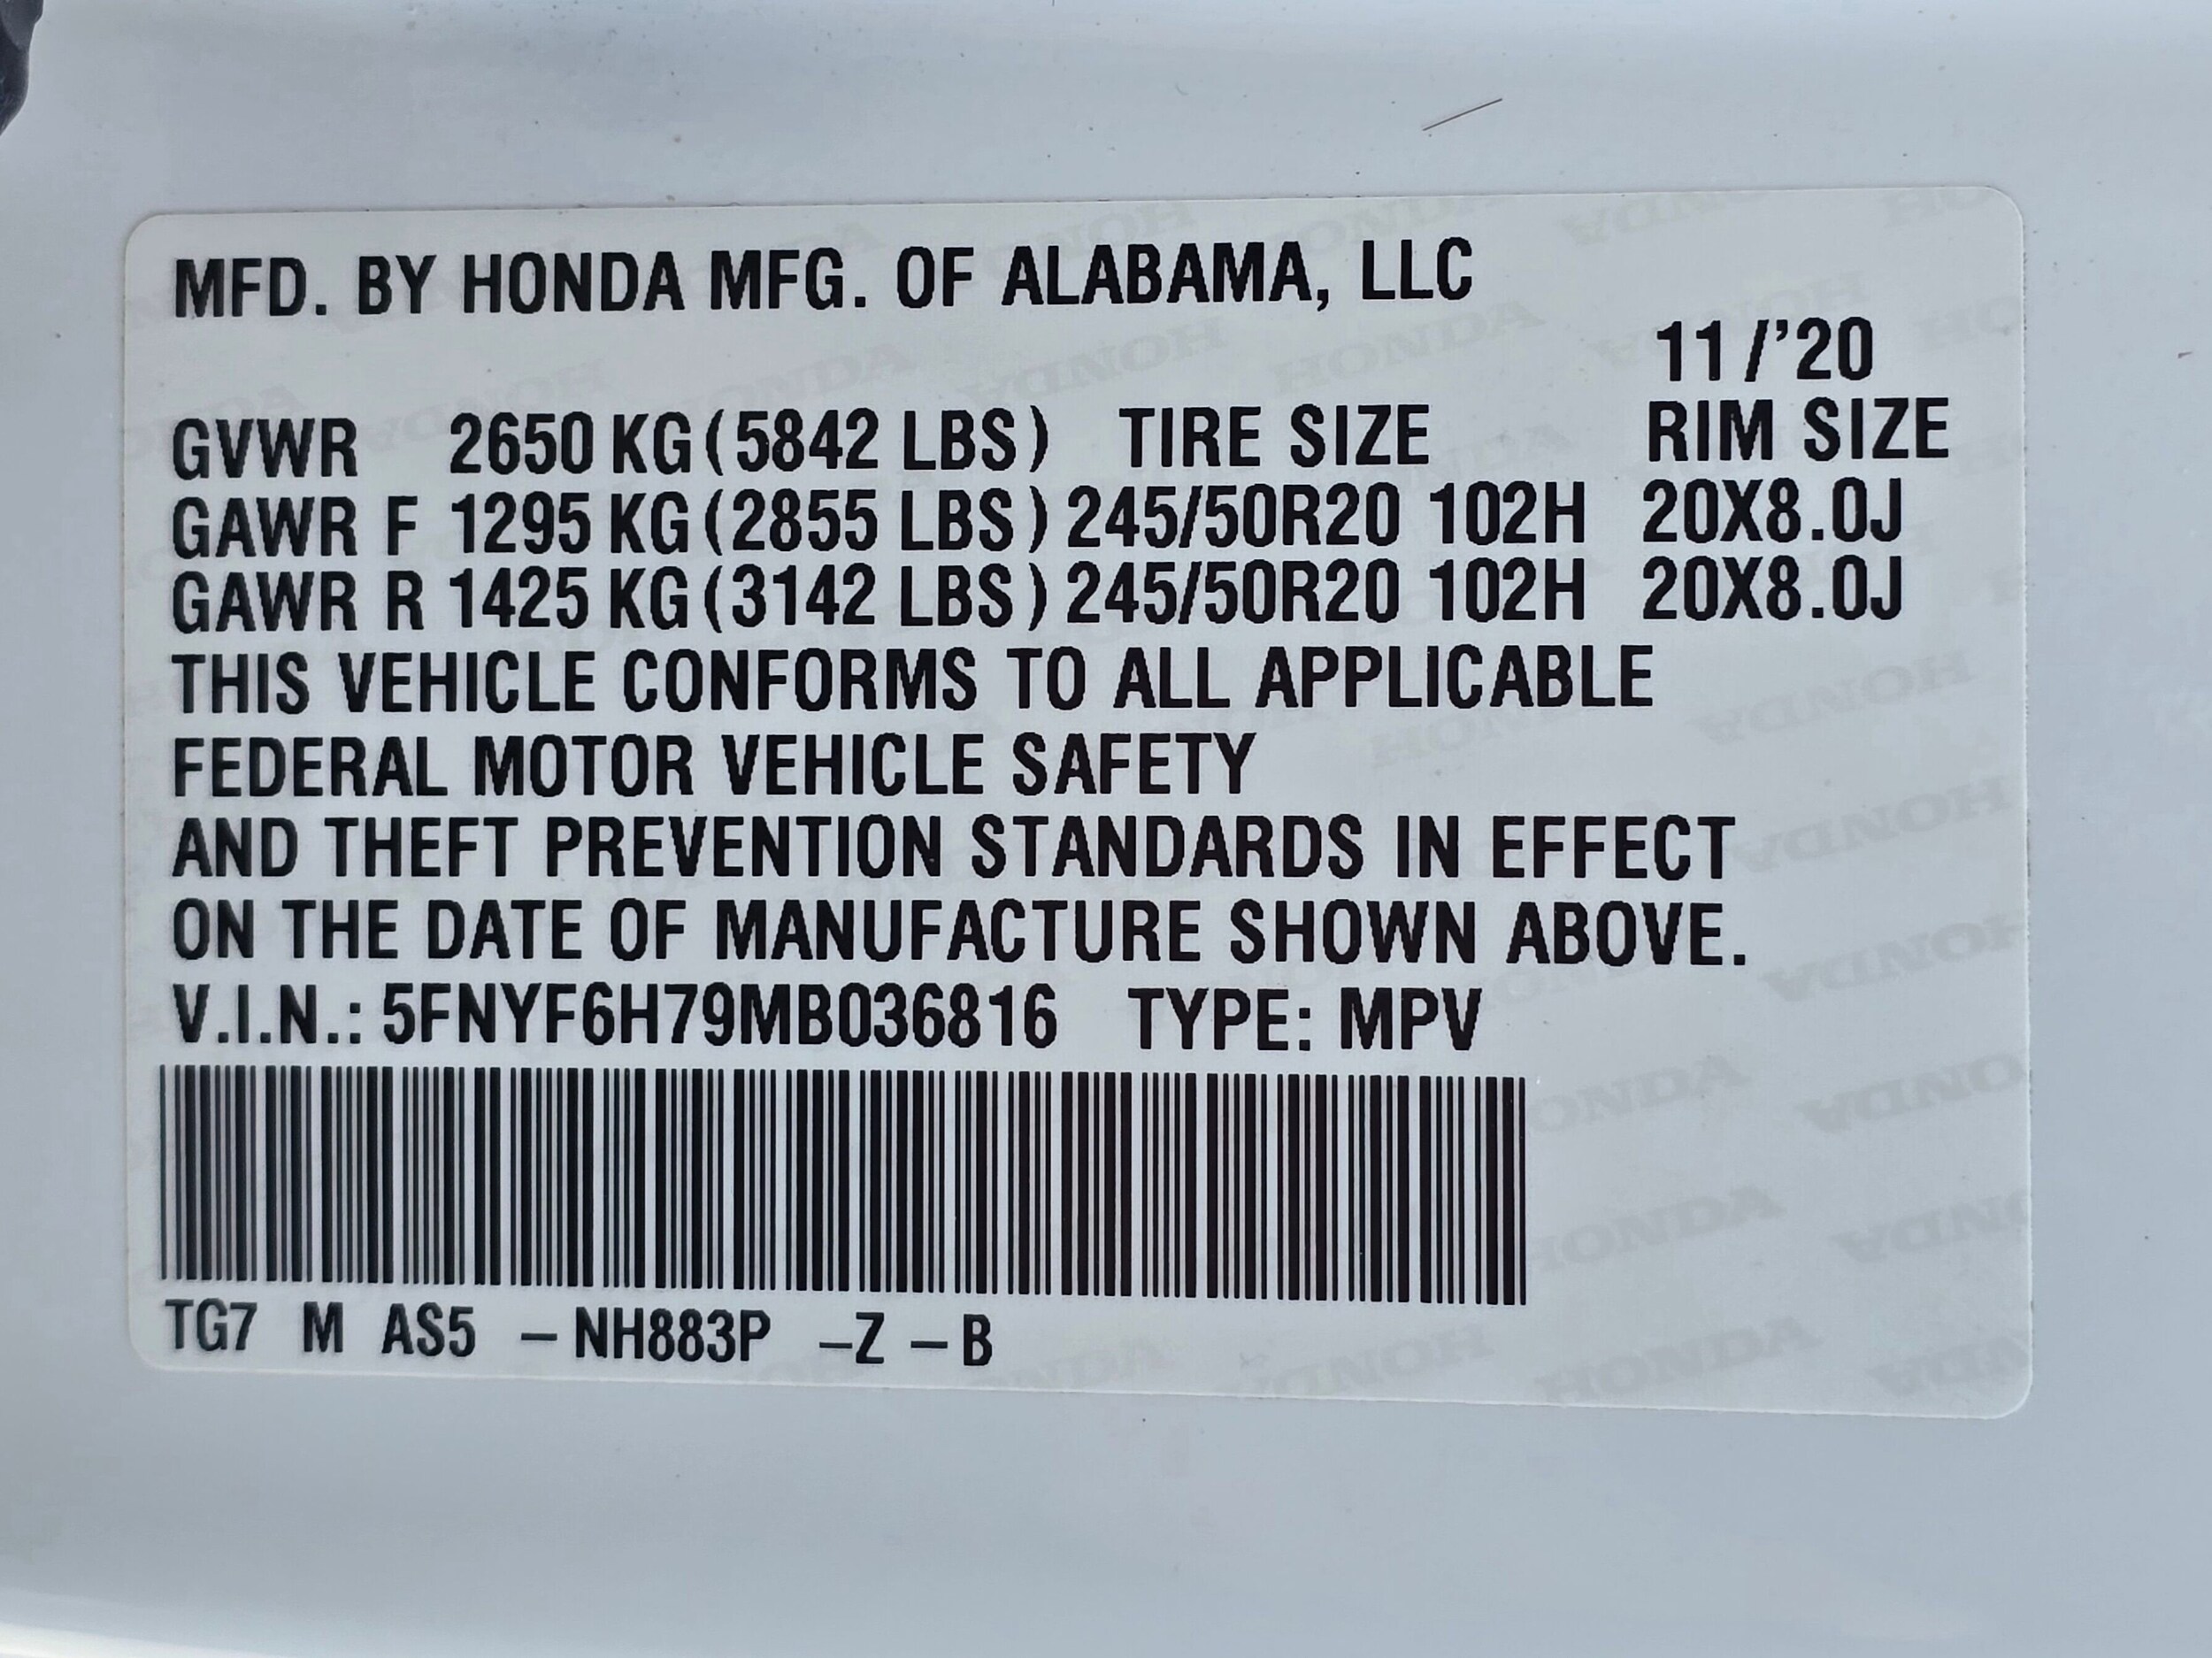 MFD. BY HONDA MFG. OF ALABAMA, LLC
11/'20
GVWR 2650 KG (5842 LBS) TIRE SIZE RIM SIZE
GAWR F 1295 KG (2855 LBS) 245/50R20 102H 20X8.0J
GAWR R 1425 KG (3142 LBS) 245/50R20 102H 20X8.0J
THIS VEHICLE CONFORMS TO ALL APPLICABLE
FEDERAL MOTOR VEHICLE SAFETY
AND THEFT PREVENTION STANDARDS IN EFFECT
ON THE DATE OF MANUFACTURE SHOWN ABOVE.
V.I.N.: 5FNYF6H79MB036816 TYPE: MPV
TG7 M AS5 – NH883P –Z – B